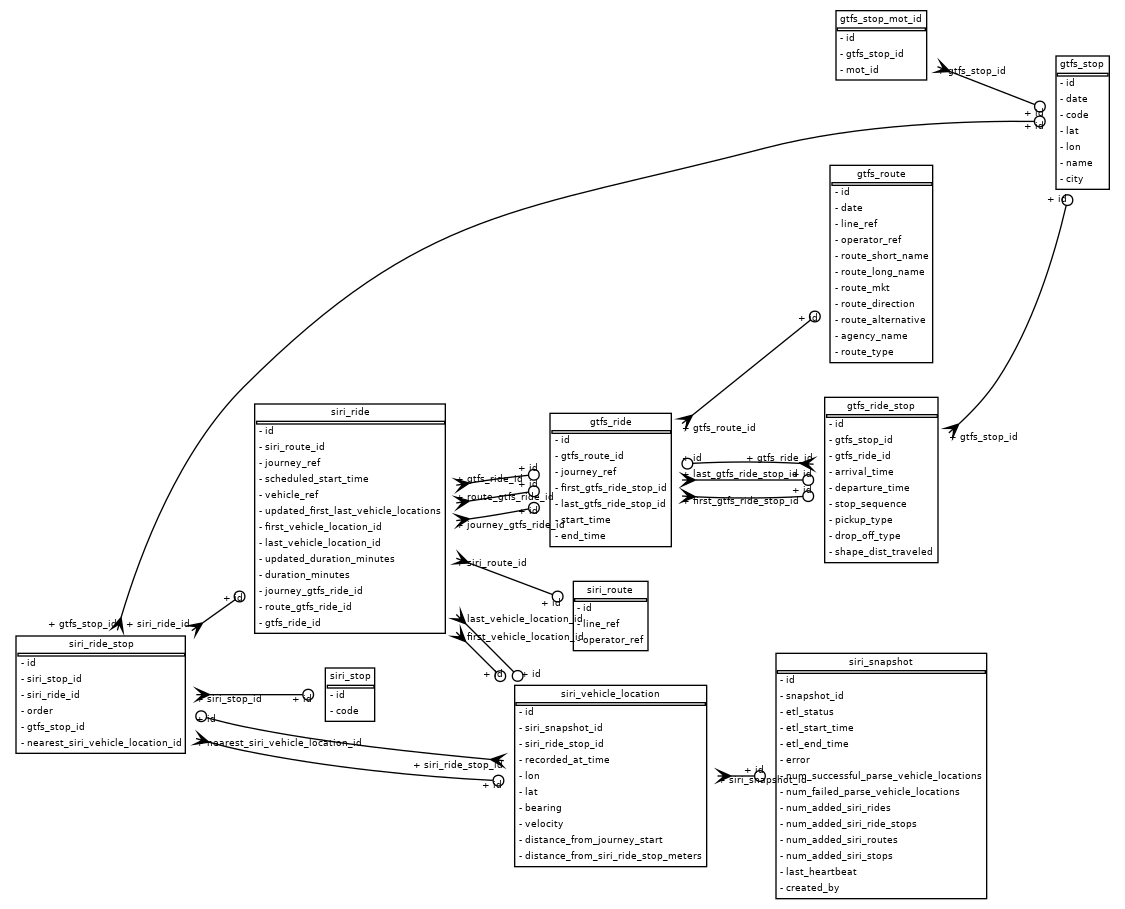 gtfs_stop_mot_id
- id
- gtfs_stop_id
- mot_id
gtfs_stop
- id
- date
- code
- lat
- lon
- name
- city
+ gtfs_stop_id
+ id
+ id
+ id
gtfs_route
- id
- date
- line_ref
- operator_ref
- route_short_name
- route_long_name
- route_mkt
- route_direction
- route_alternative
- agency_name
- route_type
+ id
+ gtfs_route_id
siri_ride
- id
- siri_route_id
- journey_ref
- scheduled_start_time
- vehicle_ref
- updated_first_last_vehicle_locations
- first_vehicle_location_id
- last_vehicle_location_id
- updated_duration_minutes
- duration_minutes
- journey_gtfs_ride_id
- route_gtfs_ride_id
- gtfs_ride_id
+ id
+ gtfs_ride_id
+ id
+ route_gtfs_ride_id
+ id
+ journey_gtfs_ride_id
gtfs_ride
- id
- gtfs_route_id
- journey_ref
- first_gtfs_ride_stop_id
- last_gtfs_ride_stop_id
- start_time
- end_time
+ id
+ gtfs_ride_id
+ last_gtfs_ride_stop_id
+ id
+ id
+ first_gtfs_ride_stop_id
gtfs_ride_stop
- id
- gtfs_stop_id
- gtfs_ride_id
- arrival_time
- departure_time
- stop_sequence
- pickup_type
- drop_off_type
- shape_dist_traveled
+ gtfs_stop_id
+ siri_route_id
+ id
siri_route
- id
- line_ref
- operator_ref
+ last_vehicle_location_id
+ first_vehicle_location_id
+ id
+ id
+ id
+ gtfs_stop_id
+ siri_ride_id
siri_ride_stop
- id
- siri_stop_id
- siri_ride_id
- order
- gtfs_stop_id
- nearest_siri_vehicle_location_id
+ siri_stop_id
+ id
siri_stop
- id
- code
+ id
+ nearest_siri_vehicle_location_id
+ siri_ride_stop_id
+ id
siri_vehicle_location
- id
- siri_snapshot_id
- siri_ride_stop_id
- recorded_at_time
- lon
- lat
- bearing
- velocity
- distance_from_journey_start
- distance_from_siri_ride_stop_meters
+ id
+ siri_snapshot_id
siri_snapshot
- id
- snapshot_id
- etl_status
- etl_start_time
- etl_end_time
- error
- num_successful_parse_vehicle_locations
- num_failed_parse_vehicle_locations
- num_added_siri_rides
- num_added_siri_ride_stops
- num_added_siri_routes
- num_added_siri_stops
- last_heartbeat
- created_by